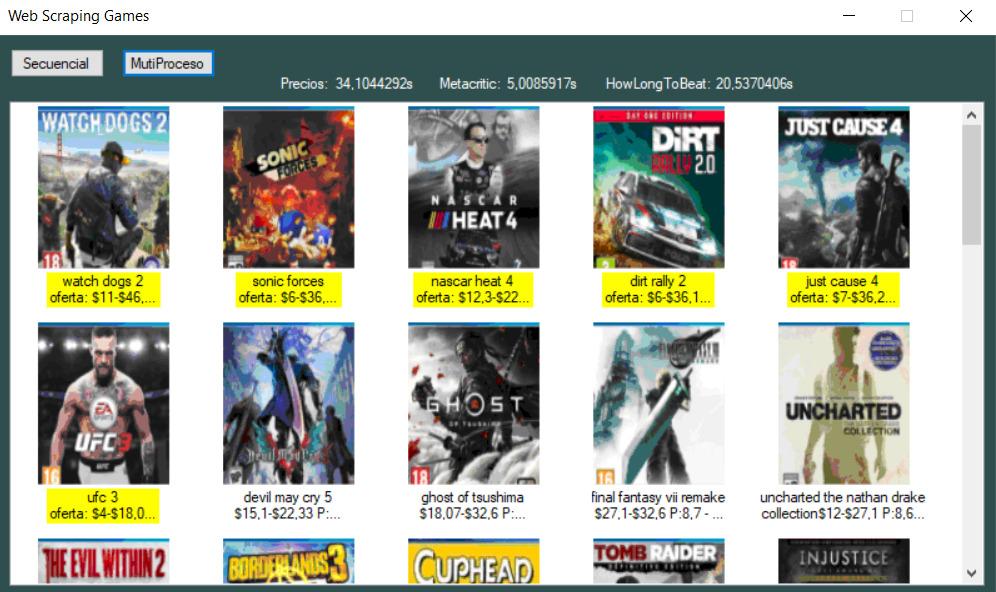 Web Scraping Games
Secuencial
MutiProceso
Precios: 34,1044292s
Metacritic: 5,0085917s
HowLongToBeat: 20,5370406s
WATCH DOGS 2
18
SONIC
FORCES
NASCAR
HEAT 4
DAY ONE EDITION
DiRT
RALLY 2.0
JUST CAUSE 4
18
watch dogs 2
oferta: $11-$46,...
sonic forces
oferta: $6-$36,...
nascar heat 4
oferta: $12,3-$22...
dirt rally 2
oferta: $6-$36,1...
just cause 4
oferta: $7-$36,2...
EA
SPORTS
UFC 3
16
Devil May Cry
GHOST
OF TSUSHIMA
18
16
UNCHARTED
COLLECTION
ufc 3
oferta: $4-$18,0...
devil may cry 5
$15,1-$22,33 P:...
ghost of tsushima
$18,07-$32,6 P:...
final fantasy vii remake
$27,1-$32,6 P:8,7 - ...
uncharted the nathan drake
collection$12-$27,1 P:8,6...
THE EVIL WITHIN 2
BORDERLANDS 3
CUPHEAD
TOMB RAIDER
DEFINITIVE EDITION
INJUSTICE